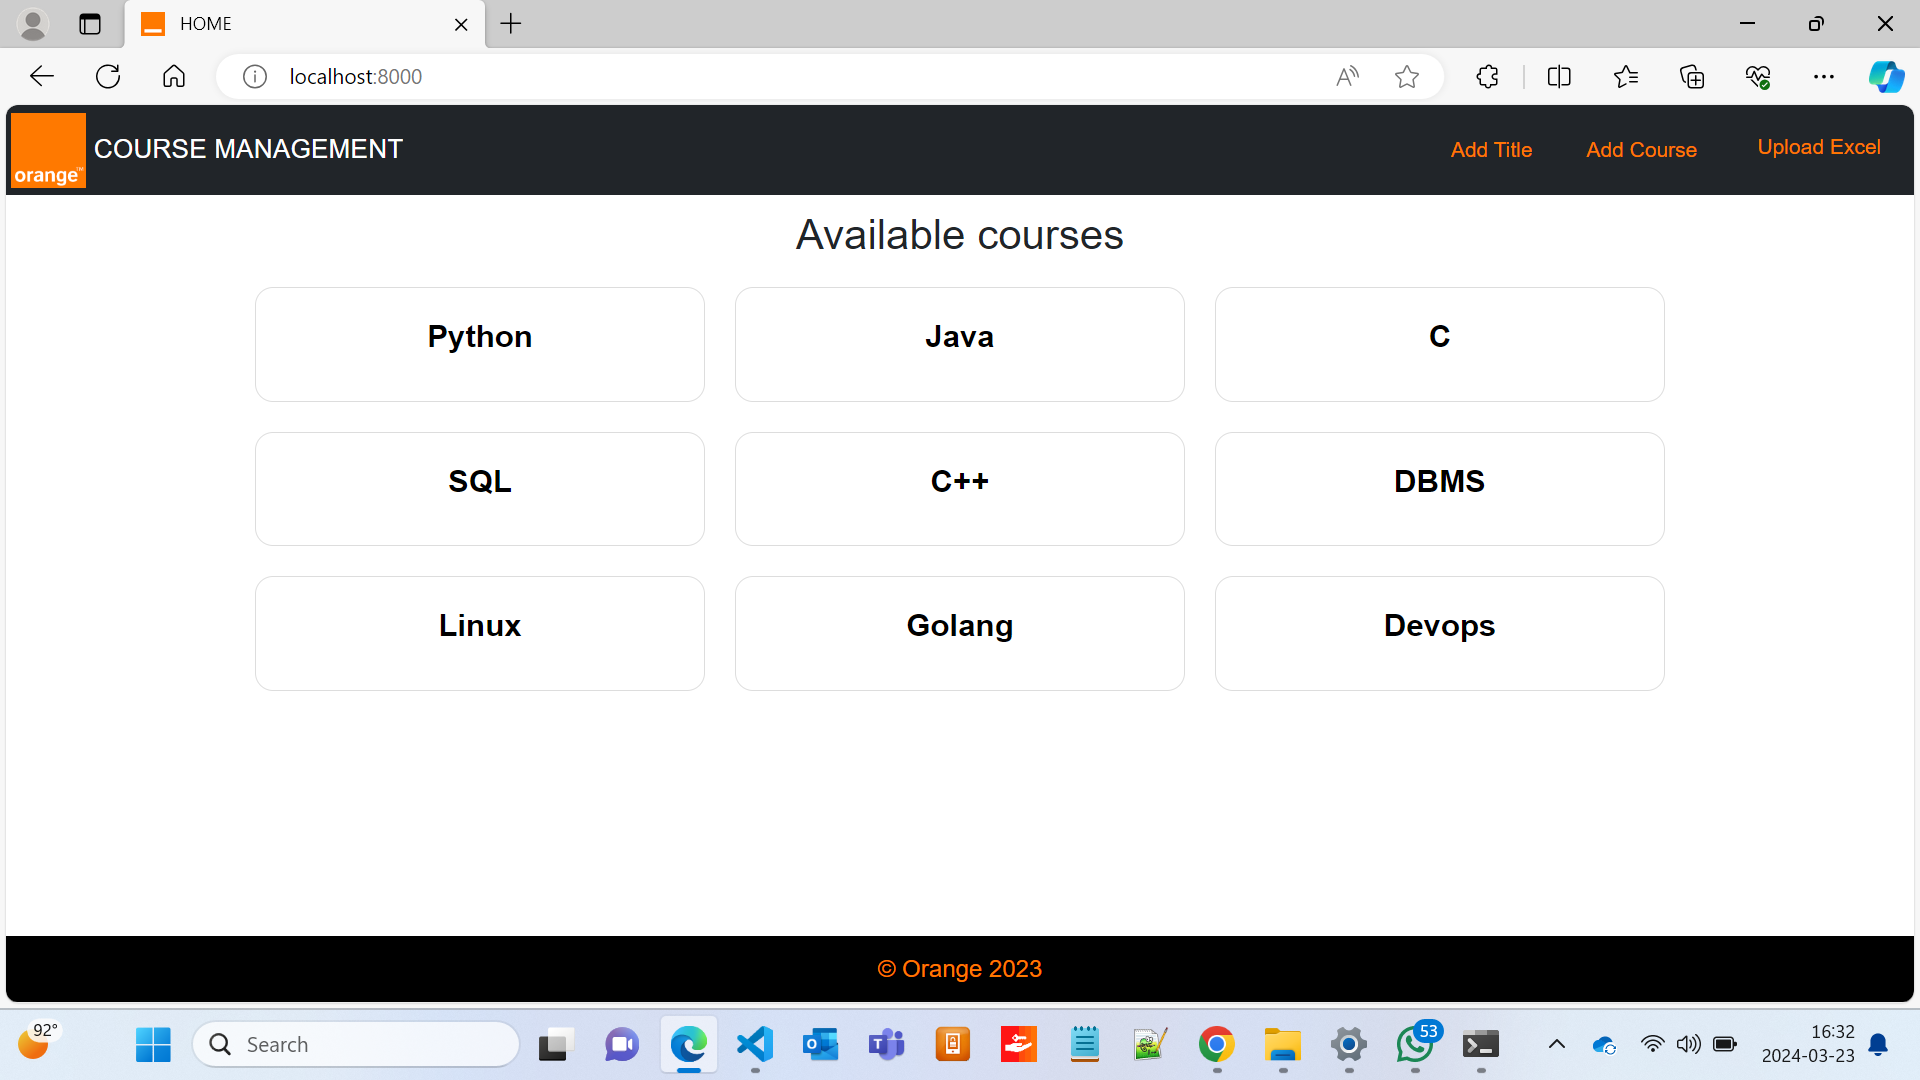 HOME
localhost:8000
orange™
COURSE MANAGEMENT
Add Title
Add Course
Upload Excel
Available courses
Python
Java
C
SQL
C++
DBMS
Linux
Golang
Devops
© Orange 2023
92°
Search
53
16:32
2024-03-23